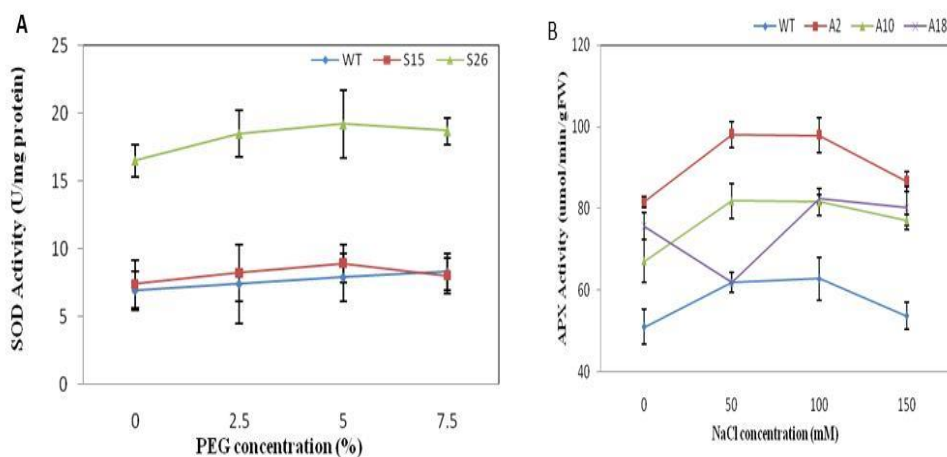 A
SOD Activity (U/mg protein)
25
20
15
10
5
0
WT S15 S26
0 2.5 5 7.5
PEG concentration (%)
B
WT A2 A10 A18
APX Activity (umol/min/gFW)
120
100
80
60
40
0 50 100 150
NaCl concentration (mM)